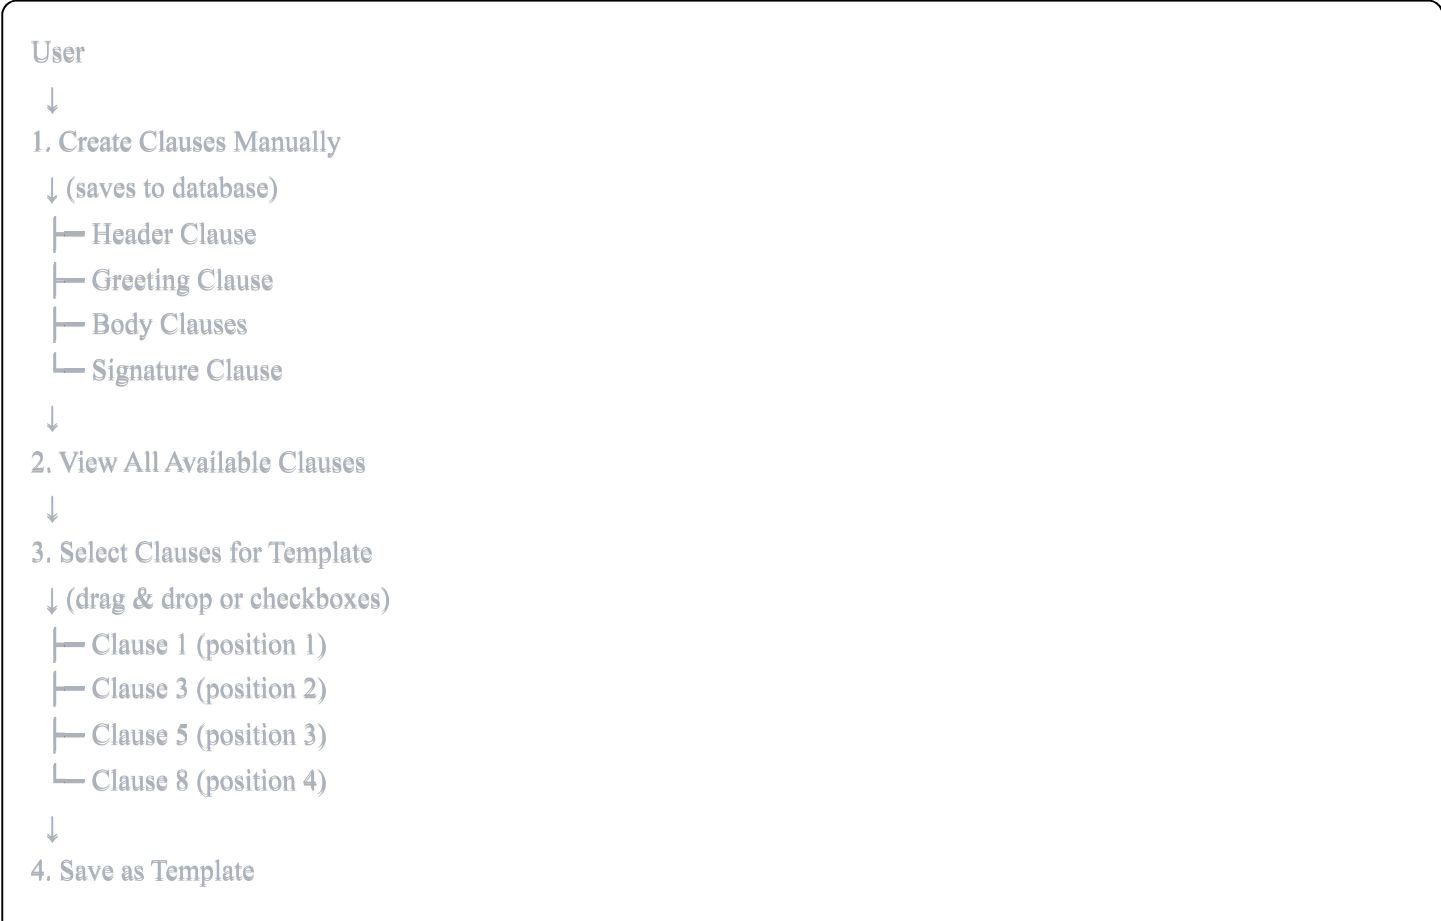 User
↓
1. Create Clauses Manually
↓ (saves to database)
├─ Header Clause
├─ Greeting Clause
├─ Body Clauses
└─ Signature Clause
↓
2. View All Available Clauses
↓
3. Select Clauses for Template
↓ (drag & drop or checkboxes)
├─ Clause 1 (position 1)
├─ Clause 3 (position 2)
├─ Clause 5 (position 3)
└─ Clause 8 (position 4)
↓
4. Save as Template